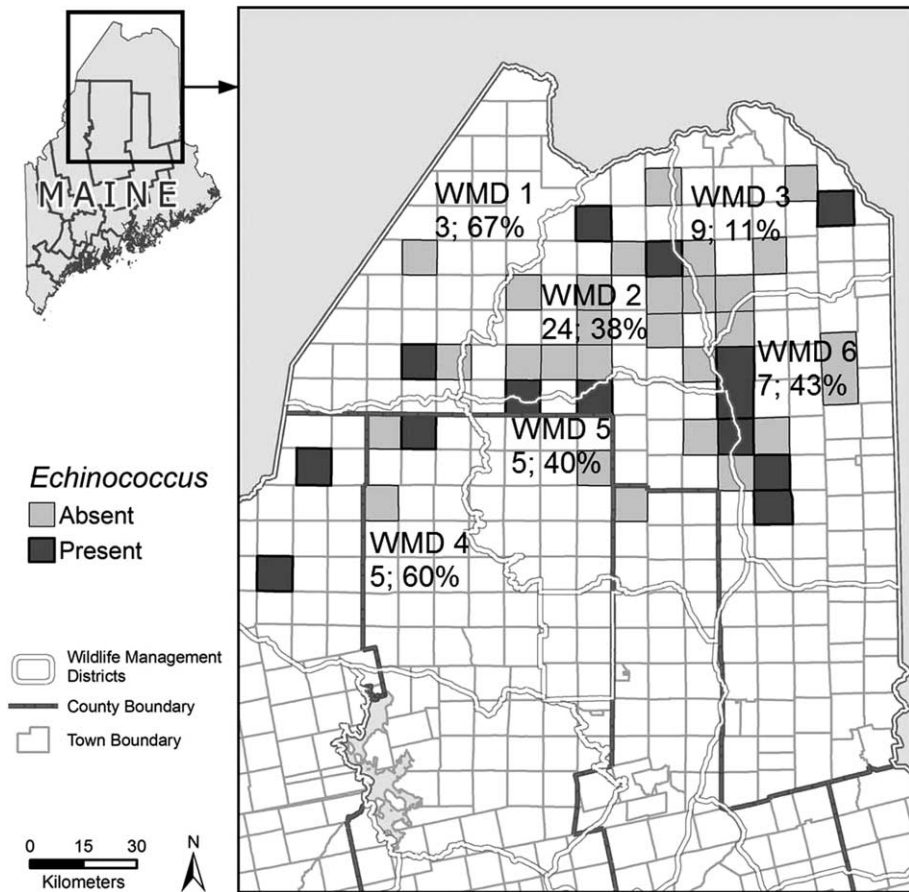 MAINE
WMD 1
3; 67%
WMD 3
9; 11%
WMD 2
24; 38%
WMD 6
7; 43%
WMD 5
5; 40%
WMD 4
5; 60%
Echinococcus
Absent
Present
Wildlife Management
Districts
County Boundary
Town Boundary
0 15 30
Kilometers
N